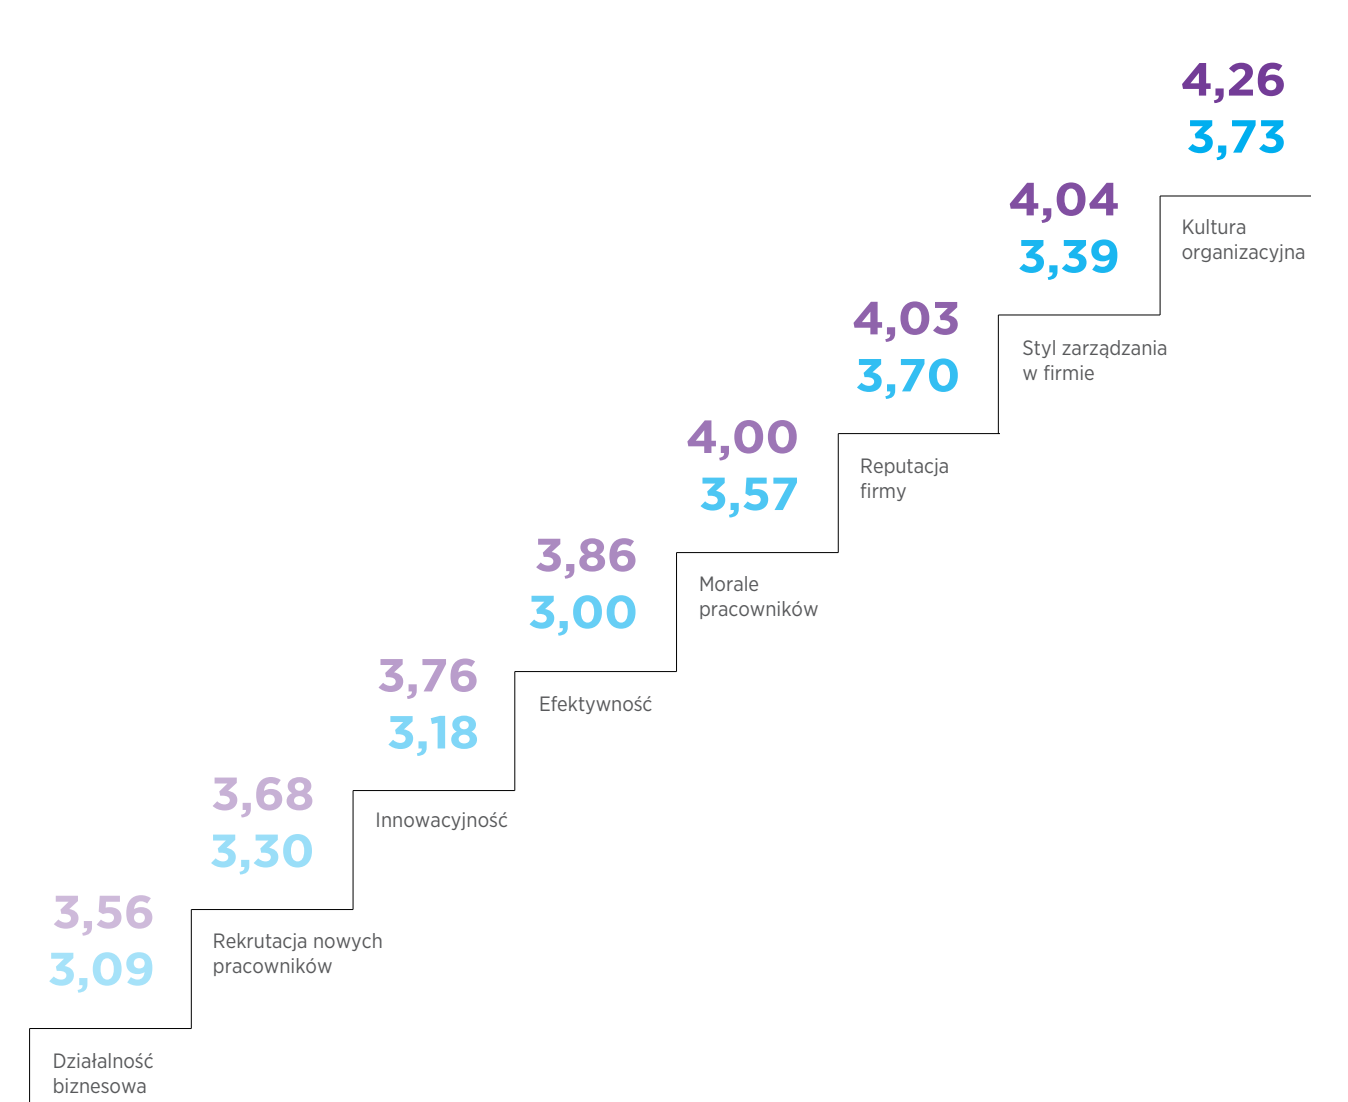 4,26
3,73
Kultura
organizacyjna
4,04
3,39
Styl zarządzania
w firmie
4,03
3,70
Reputacja
firmy
4,00
3,57
Morale
pracowników
3,86
3,00
Efektywność
3,76
3,18
Innowacyjność
3,68
3,30
Rekrutacja nowych
pracowników
3,56
3,09
Działalność
biznesowa